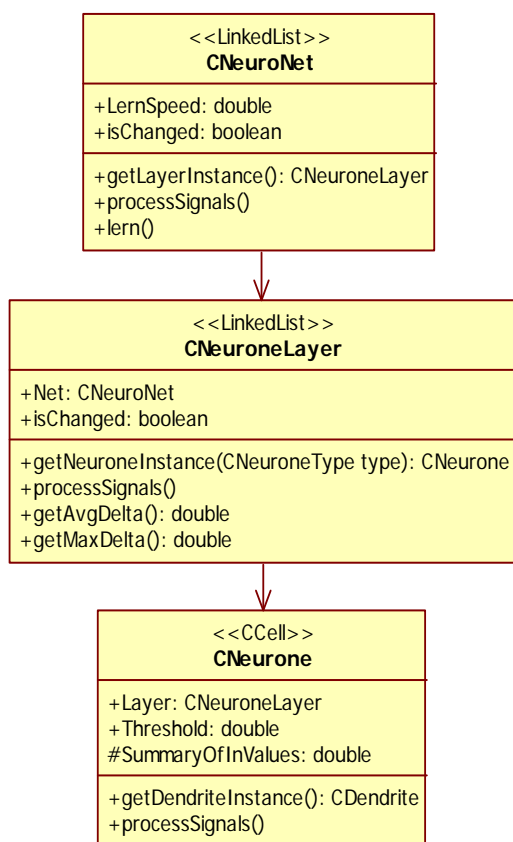 <<LinkedList>>
CNeuroNet
+LernSpeed: double
+isChanged: boolean
+getLayerInstance(): CNeuroneLayer
+processSignals()
+lern()
<<LinkedList>>
CNeuroneLayer
+Net: CNeuroNet
+isChanged: boolean
+getNeuroneInstance(CNeuroneType type): CNeurone
+processSignals()
+getAvgDelta(): double
+getMaxDelta(): double
<<CCell>>
CNeurone
+Layer: CNeuroneLayer
+Threshold: double
#SummaryOfInValues: double
+getDendriteInstance(): CDendrite
+processSignals()